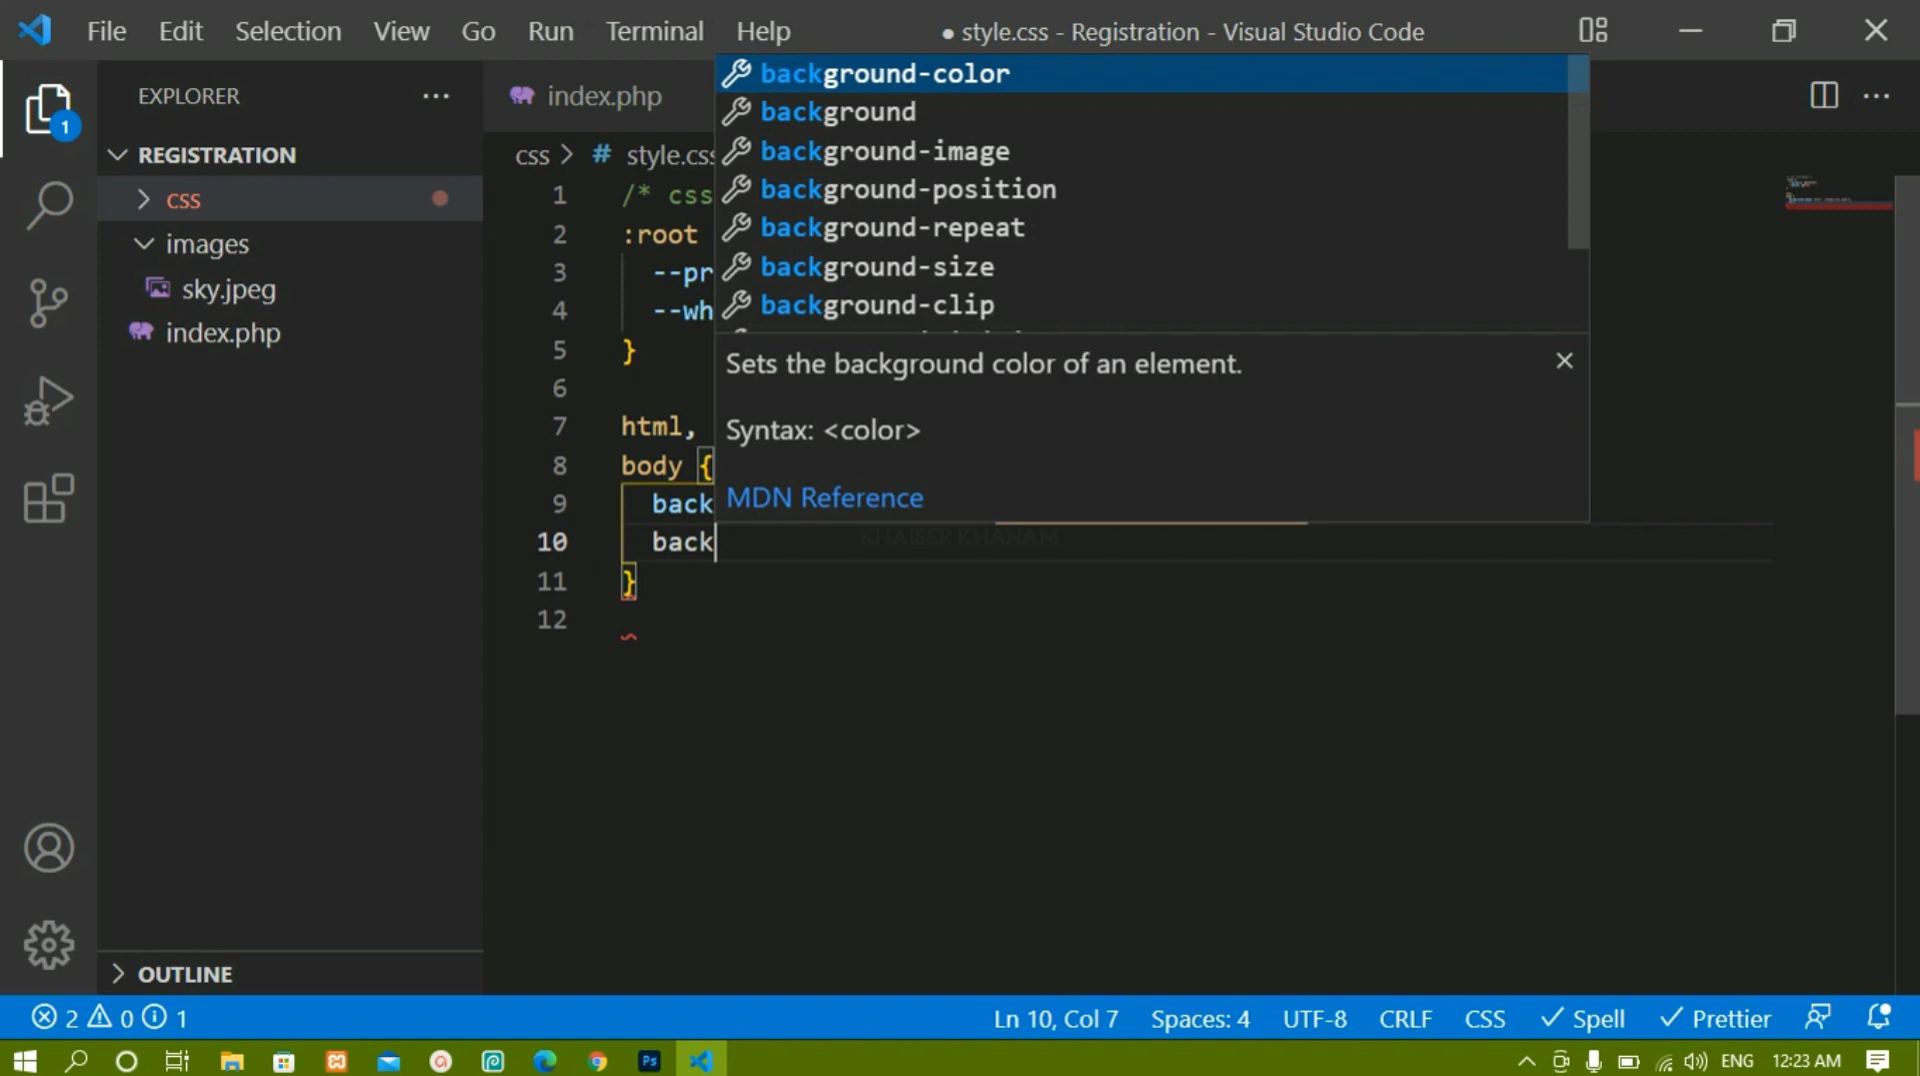 File Edit Selection View Go Run Terminal Help
● style.css - Registration - Visual Studio Code
EXPLORER
1
REGISTRATION
css
images
sky.jpeg
index.php
OUTLINE
index.php
css > # style.css
1 /* css
2 :root
3 --pr
4 --wh
5 }
6
7 html,
8 body {
9 back
10 back
11 }
12
background-color
background
background-image
background-position
background-repeat
background-size
background-clip
Sets the background color of an element.
Syntax: <color>
MDN Reference
KHAISER KHANAM
2 0 1
Ln 10, Col 7 Spaces: 4 UTF-8 CRLF CSS Spell Prettier
Ps
ENG 12:23 AM